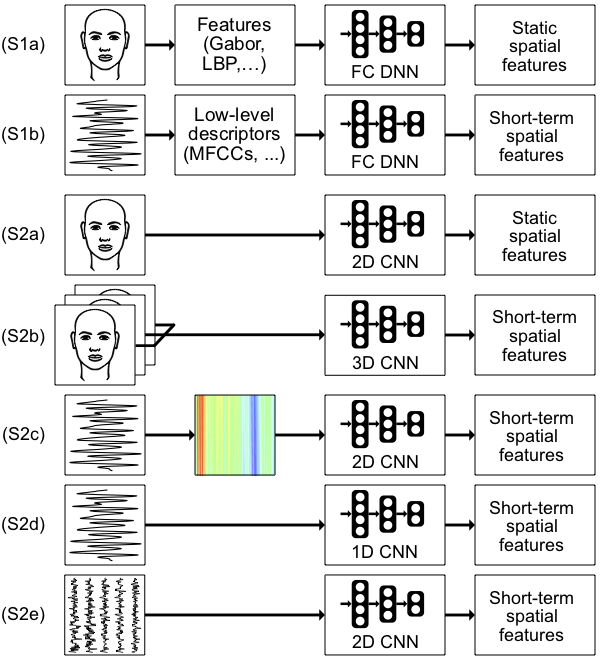 (S1a)
Features
(Gabor,
LBP,...)
FC DNN
Static
spatial
features
(S1b)
Low-level
descriptors
(MFCCs, ...)
FC DNN
Short-term
spatial
features
(S2a)
2D CNN
Static
spatial
features
(S2b)
3D CNN
Short-term
spatial
features
(S2c)
2D CNN
Short-term
spatial
features
(S2d)
1D CNN
Short-term
spatial
features
(S2e)
2D CNN
Short-term
spatial
features